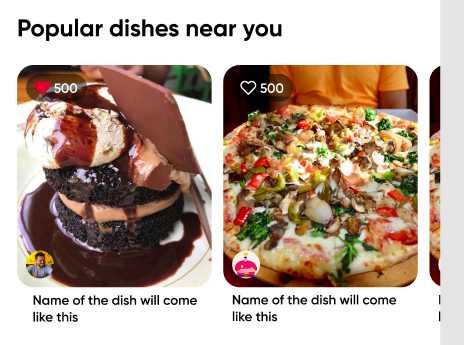 Popular dishes near you
500
500
Name of the dish will come
like this
Name of the dish will come
like this